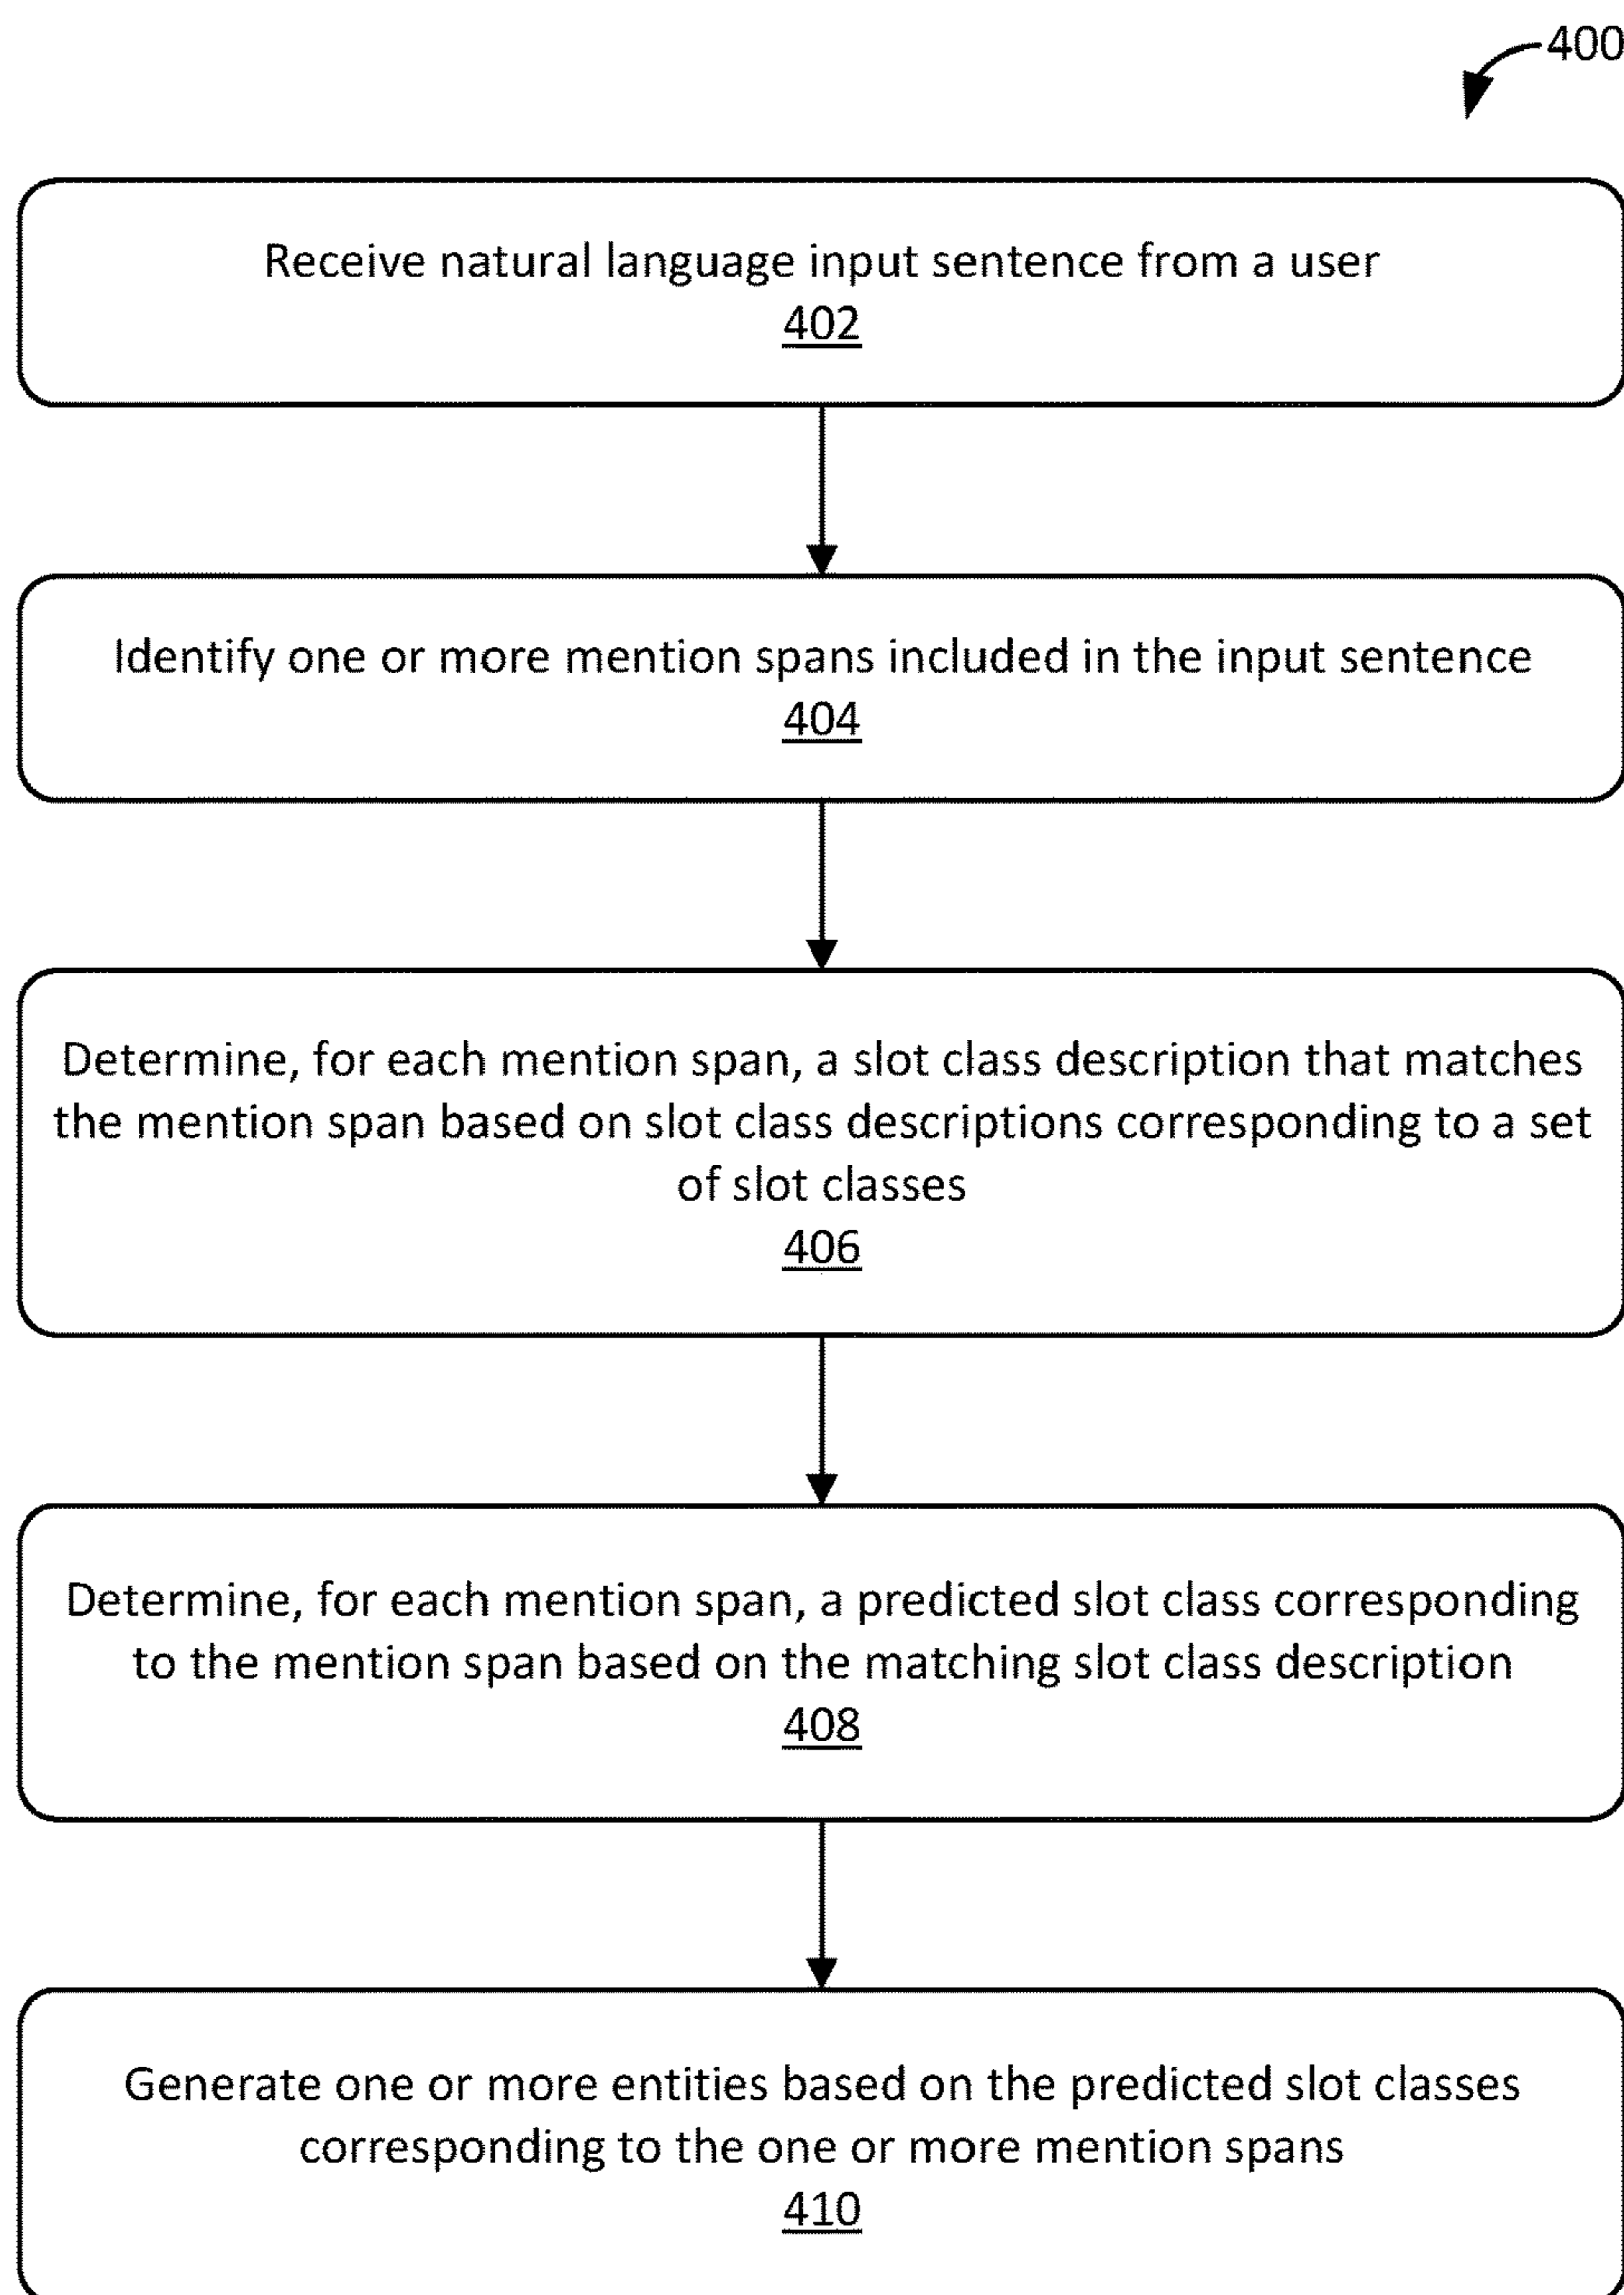 400
Receive natural language input sentence from a user
402
Identify one or more mention spans included in the input sentence
404
Determine, for each mention span, a slot class description that matches
the mention span based on slot class descriptions corresponding to a set
of slot classes
406
Determine, for each mention span, a predicted slot class corresponding
to the mention span based on the matching slot class description
408
Generate one or more entities based on the predicted slot classes
corresponding to the one or more mention spans
410